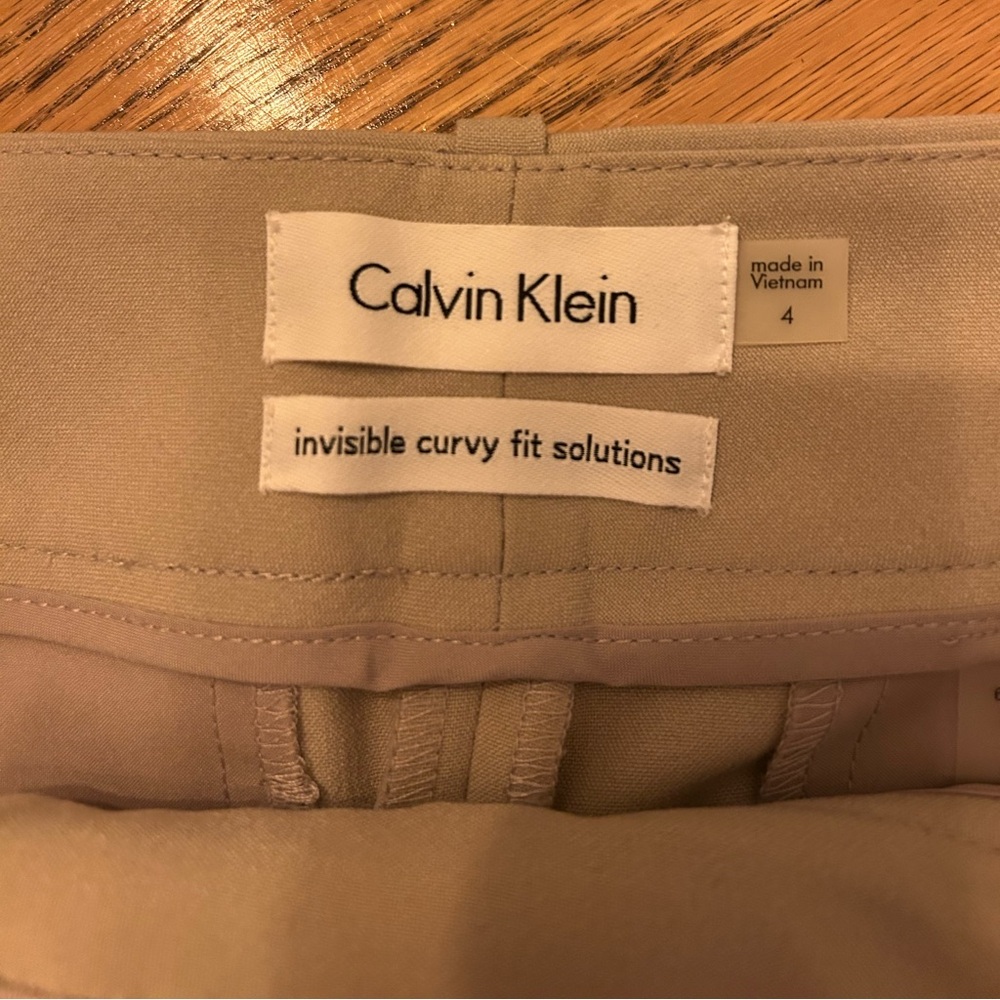 Calvin Klein
made in
Vietnam
4
invisible curvy fit solutions